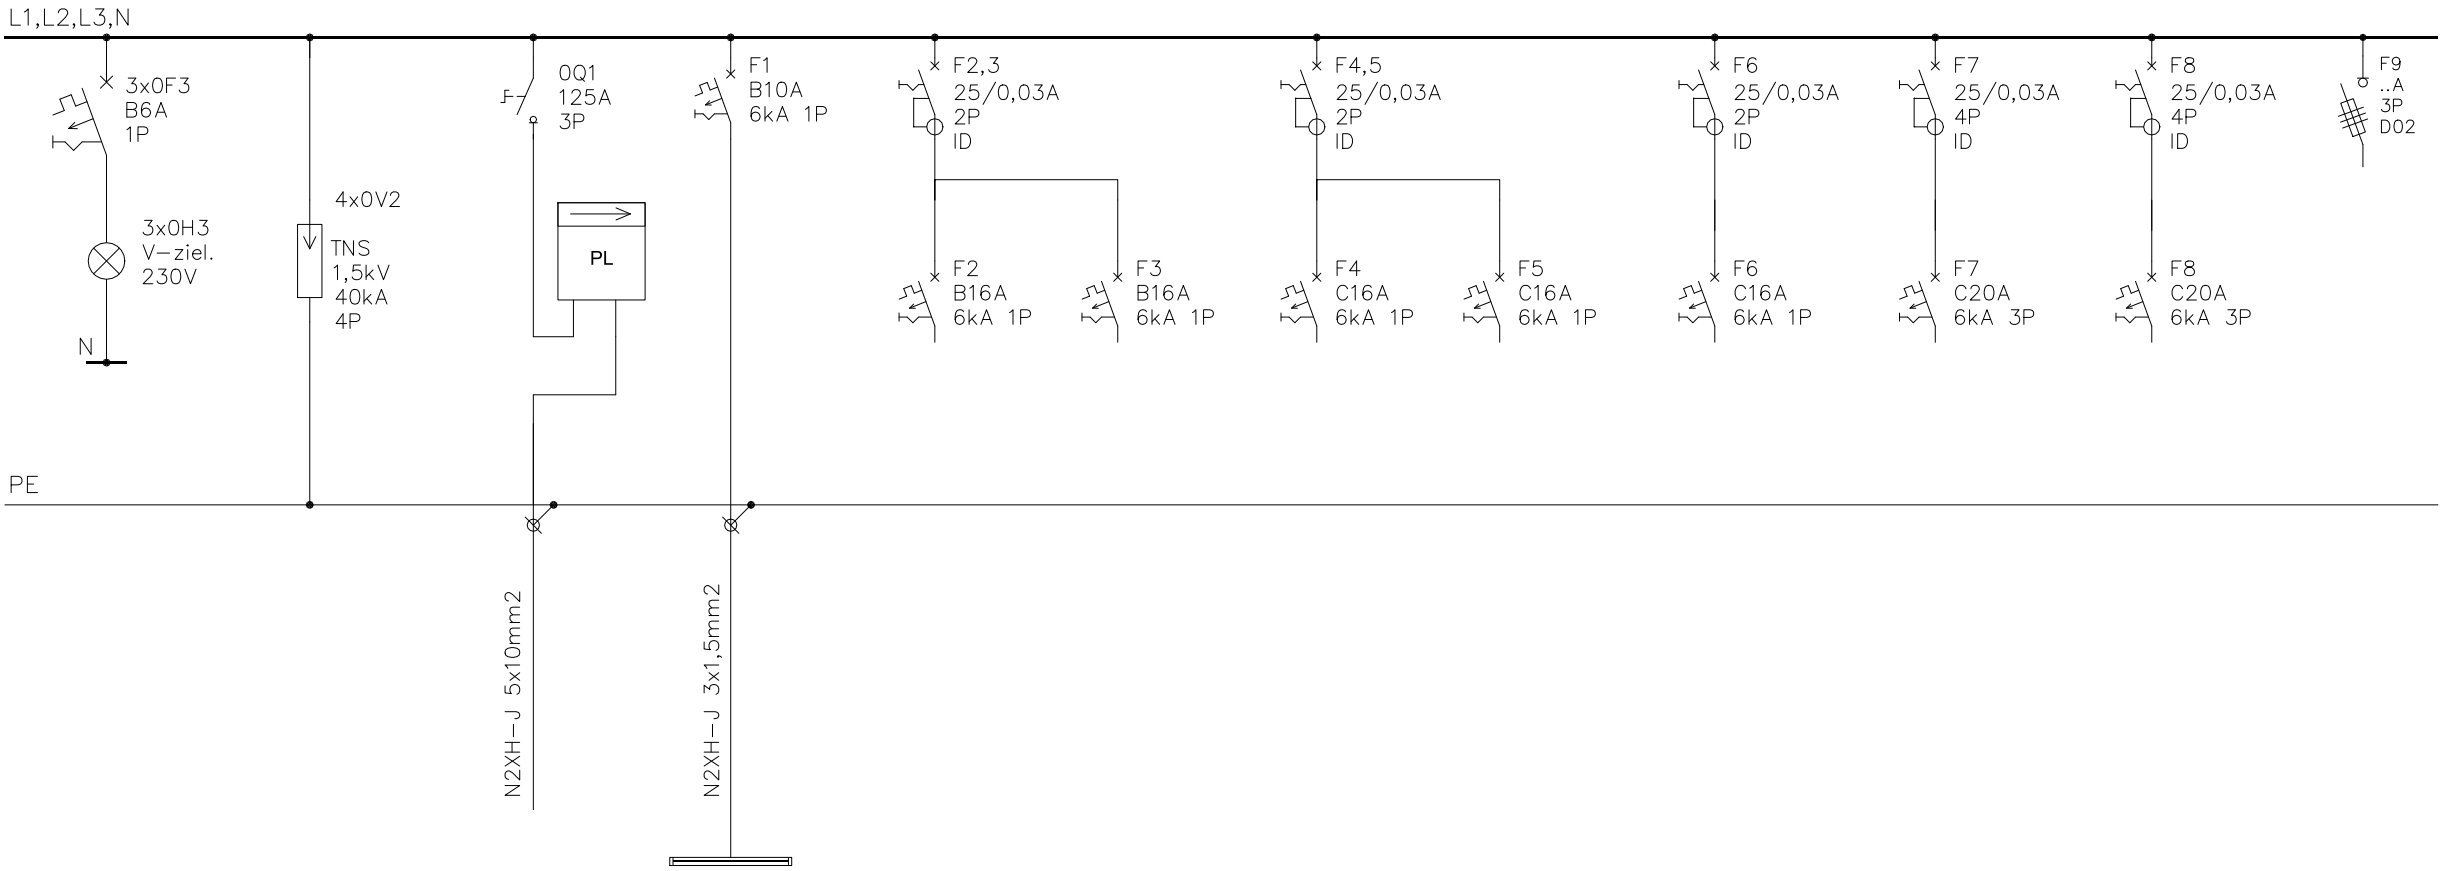 L1,L2,L3,N
3x0F3
B6A
1P
3x0H3
V-ziel.
230V
N
4x0V2
TNS
1,5kV
40kA
4P
0Q1
125A
3P
PL
F1
B10A
6kA 1P
F2,3
25/0,03A
2P
ID
F2
B16A
6kA 1P
F3
B16A
6kA 1P
F4,5
25/0,03A
2P
ID
F4
C16A
6kA 1P
F5
C16A
6kA 1P
F6
25/0,03A
2P
ID
F6
C16A
6kA 1P
F7
25/0,03A
4P
ID
F7
C20A
6kA 3P
F8
25/0,03A
4P
ID
F8
C20A
6kA 3P
F9
..A
3P
D02
PE
N2XH-J 5x10mm2
N2XH-J 3x1,5mm2